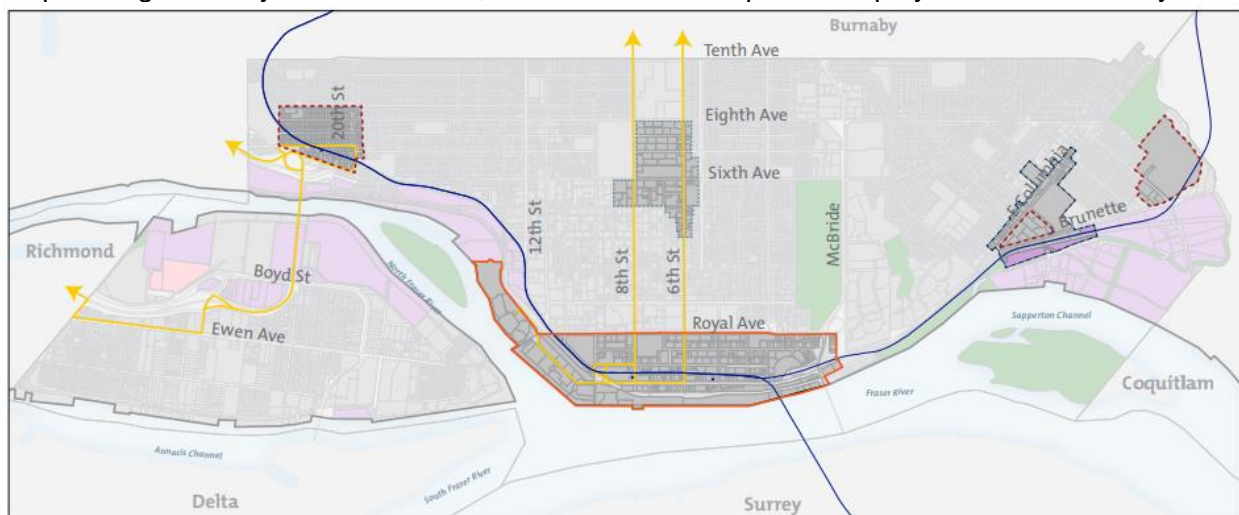 Burnaby
Tenth Ave
20th St
Eighth Ave
Sixth Ave
E Columbia
Brunette
12th St
8th St
6th St
McBride
Richmond
Boyd St
North Fraser River
Ewen Ave
Royal Ave
Sapperton Channel
Fraser River
Coquitlam
Annacis Channel
South Fraser River
Delta
Surrey